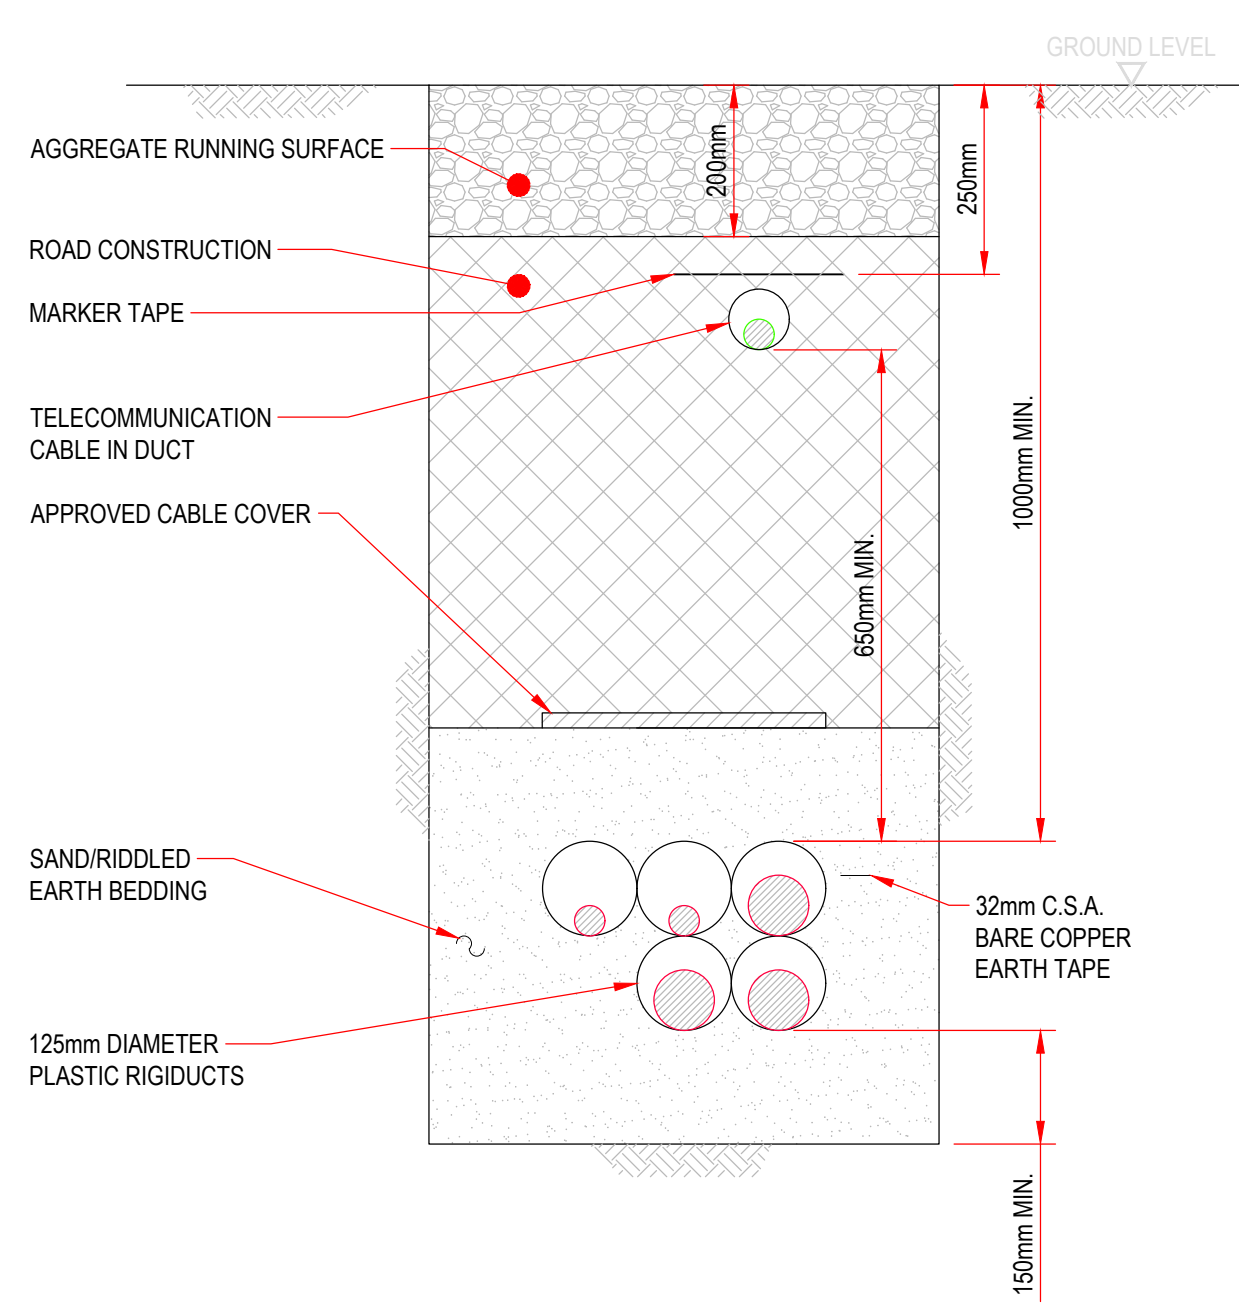 GROUND LEVEL
AGGREGATE RUNNING SURFACE
200mm
250mm
ROAD CONSTRUCTION
MARKER TAPE
TELECOMMUNICATION
CABLE IN DUCT
1000mm MIN.
APPROVED CABLE COVER
650mm MIN.
SAND/RIDDLED
EARTH BEDDING
32mm C.S.A.
BARE COPPER
EARTH TAPE
125mm DIAMETER
PLASTIC RIGIDUCTS
150mm MIN.